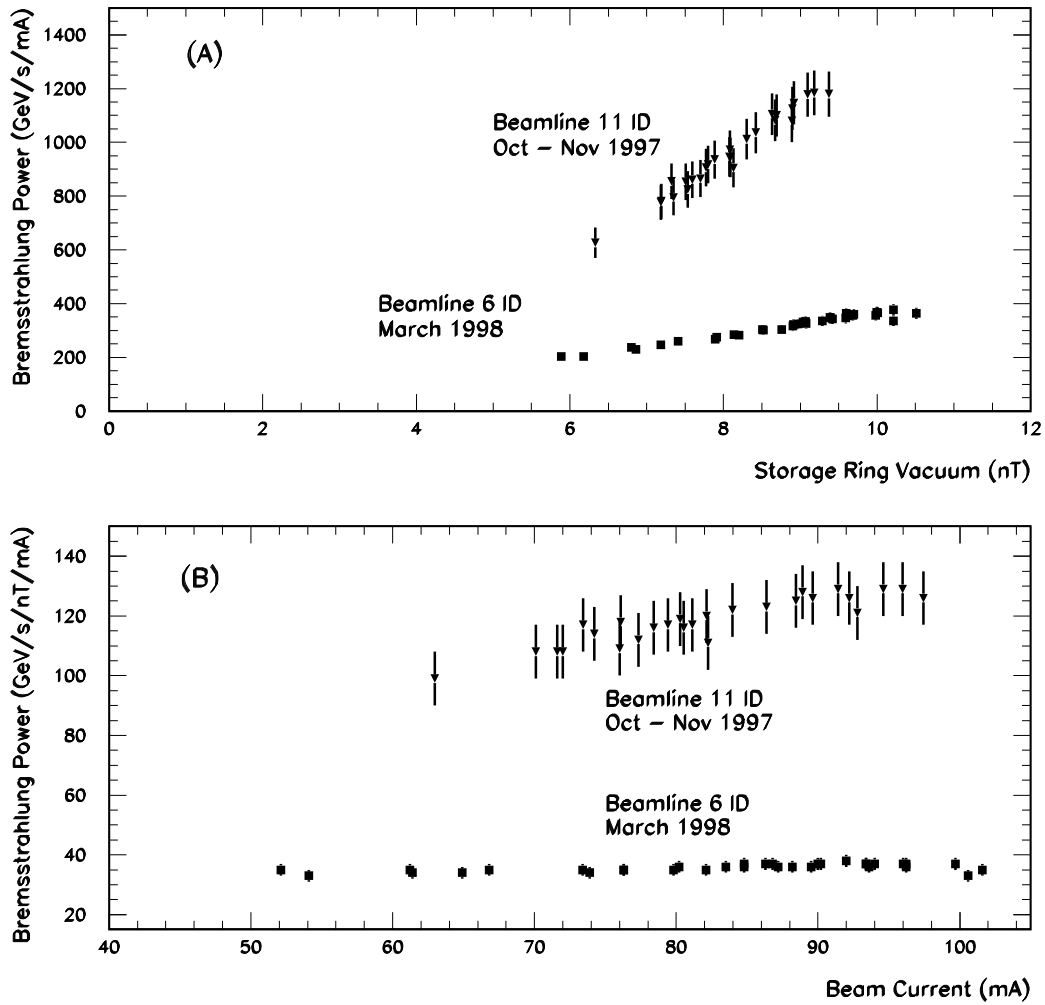 Bremsstrahlung Power (GeV/s/mA)
1400
1200
1000
800
600
400
200
0
(A)
Beamline 11 ID
Oct – Nov 1997
Beamline 6 ID
March 1998
0 2 4 6 8 10 12
Storage Ring Vacuum (nT)
Bremsstrahlung Power (GeV/s/nT/mA)
140
120
100
80
60
40
20
(B)
Beamline 11 ID
Oct – Nov 1997
Beamline 6 ID
March 1998
40 50 60 70 80 90 100
Beam Current (mA)